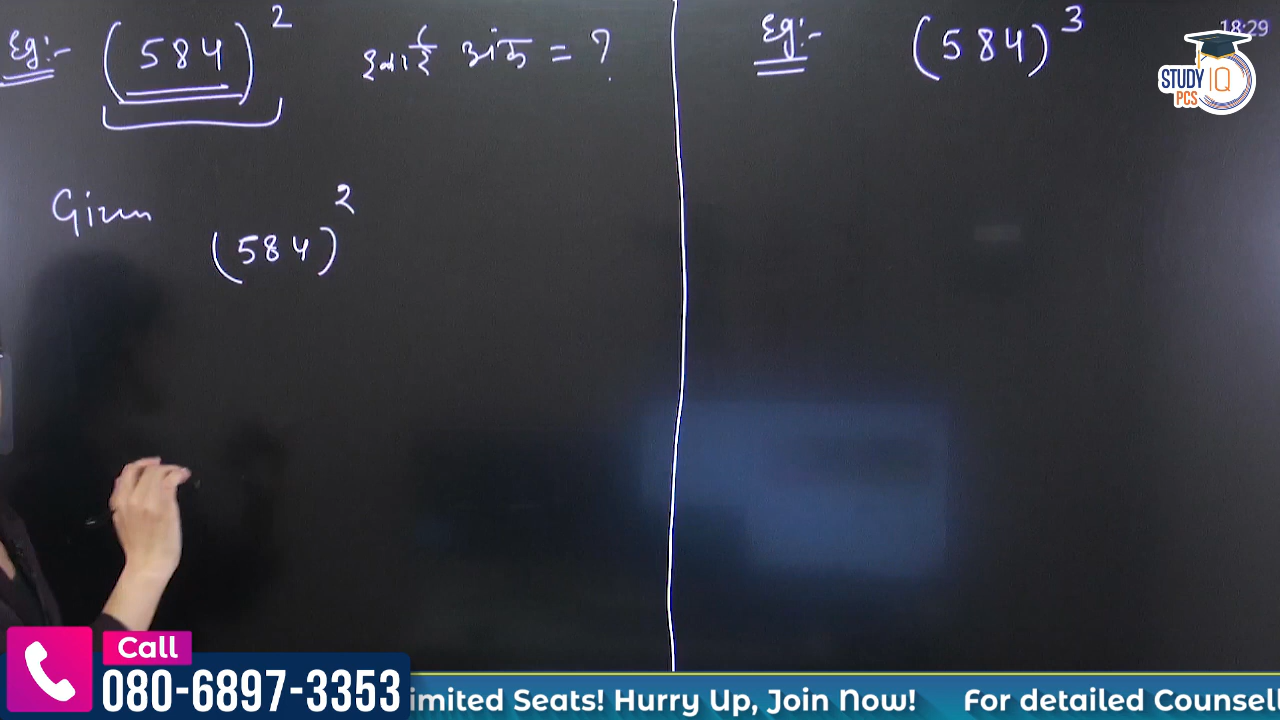 Eg:- (584)² इकाई अंक = ?
Given (584)²
Eg:- (584)³
18:29
STUDY IQ
PCS
Call
080-6897-3353
imited Seats! Hurry Up, Join Now! For detailed Counsel